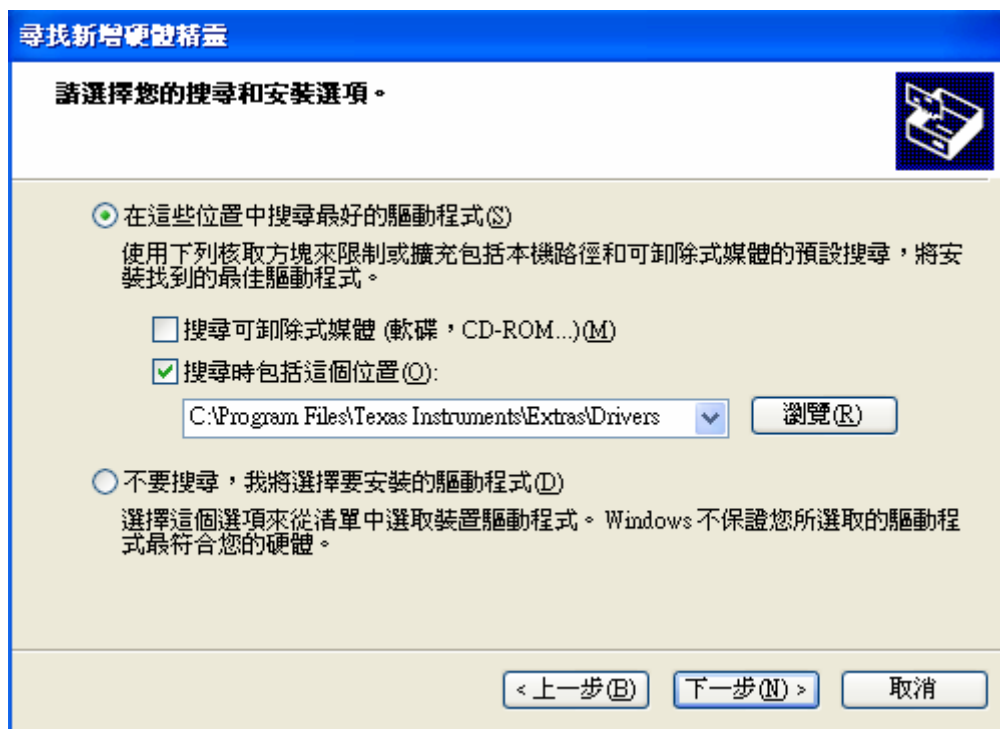 尋找新增硬體精靈
請選擇您的搜尋和安裝選項。
在這些位置中搜尋最好的驅動程式(S)
使用下列核取方塊來限制或擴充包括本機路徑和可卸除式媒體的預設搜尋，將安
裝找到的最佳驅動程式。
搜尋可卸除式媒體 (軟碟，CD-ROM...)(M)
搜尋時包括這個位置(O):
C:\Program Files\Texas Instruments\Extras\Drivers
瀏覽(R)
不要搜尋，我將選擇要安裝的驅動程式(D)
選擇這個選項來從清單中選取裝置驅動程式。Windows 不保證您所選取的驅動程
式最符合您的硬體。
<上一步(B)
下一步(N) >
取消